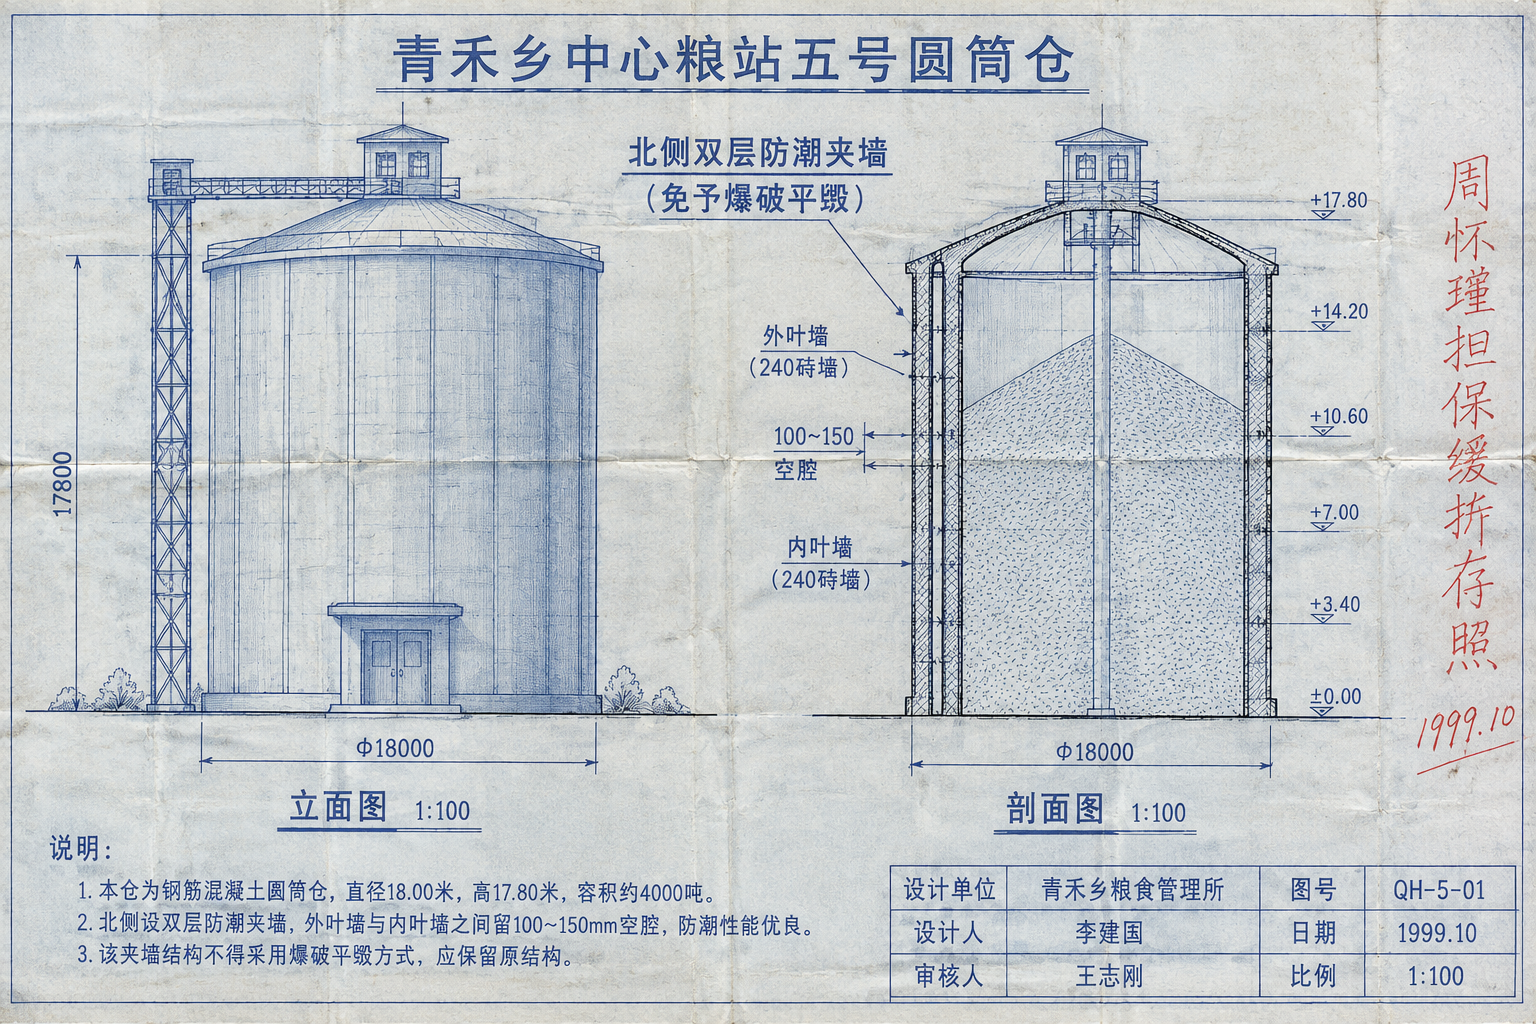 青禾乡中心粮站五号圆筒仓
北侧双层防潮夹墙
（免予爆破平毁）
外叶墙
（240砖墙）
100~150
空腔
内叶墙
（240砖墙）
17800
Φ18000
立面图 1:100
+17.80
+14.20
+10.60
+7.00
+3.40
±0.00
Φ18000
剖面图 1:100
周怀瑾担保缓拆存照
1999.10
说明：
1. 本仓为钢筋混凝土圆筒仓，直径18.00米，高17.80米，容积约4000吨。
2. 北侧设双层防潮夹墙，外叶墙与内叶墙之间留100~150mm空腔，防潮性能优良。
3. 该夹墙结构不得采用爆破平毁方式，应保留原结构。
设计单位 青禾乡粮食管理所 图号 QH-5-01
设计人 李建国 日期 1999.10
审核人 王志刚 比例 1:100